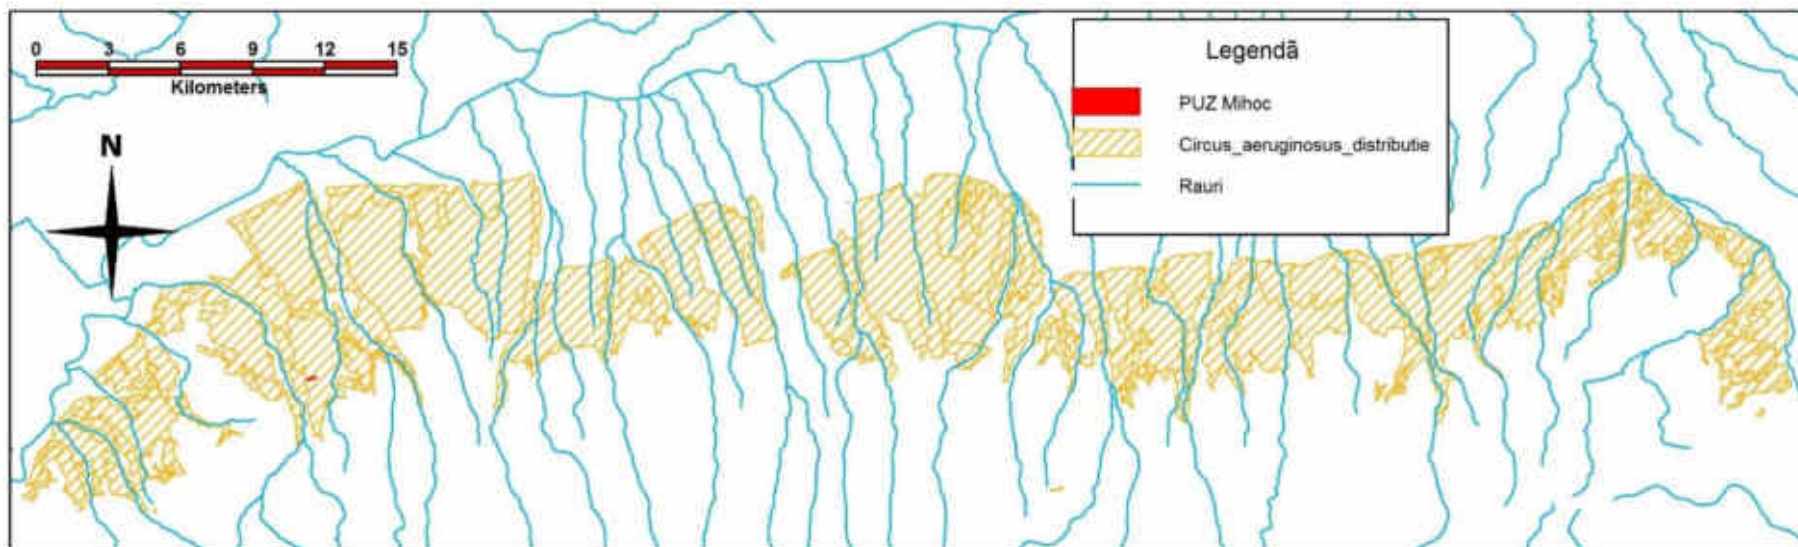 0 3 6 9 12 15
Kilometers
N
Legendă
PUZ Mihoc
Circus_aeruginosus_distributie
Rauri